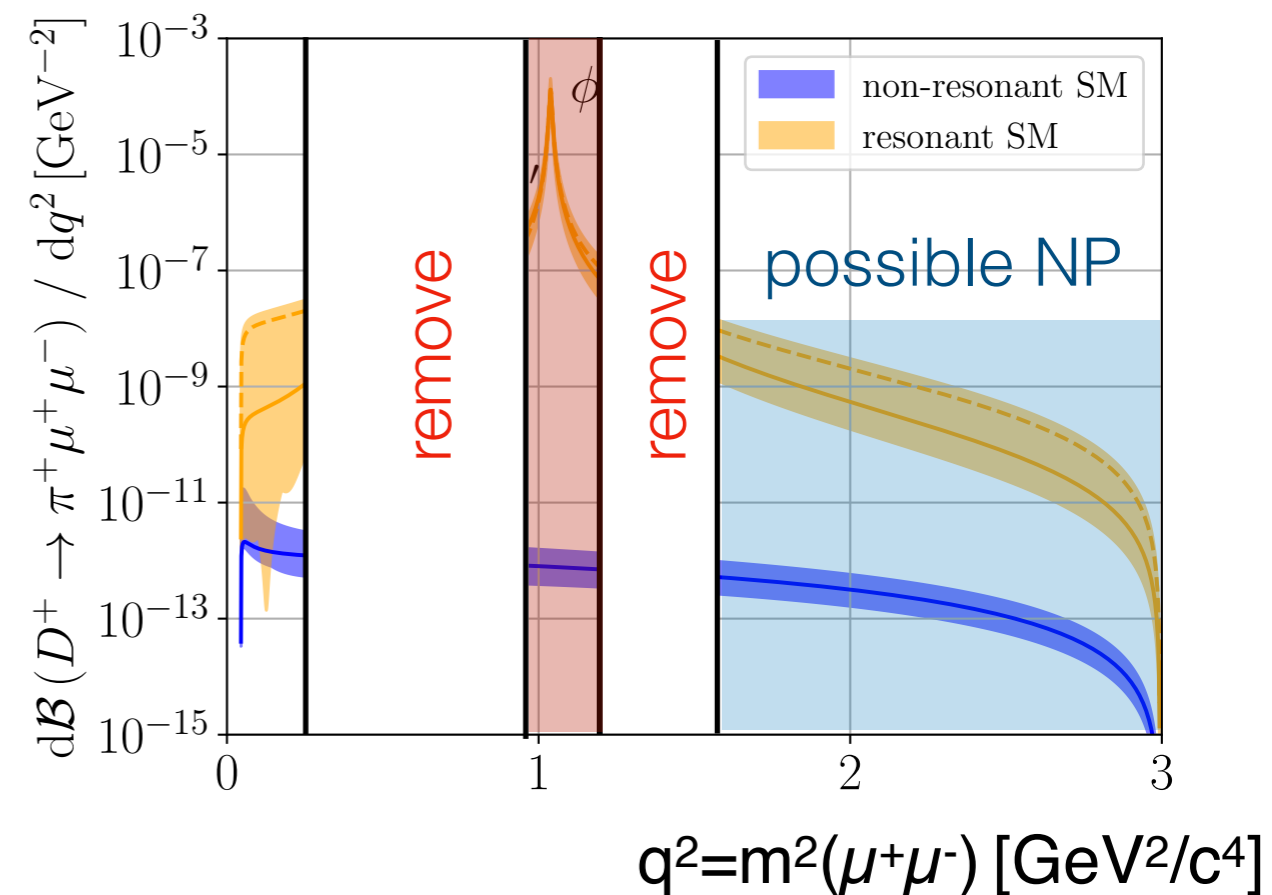 dℬ(D⁺ → π⁺μ⁺μ⁻) / dq² [GeV⁻²]
10⁻³
10⁻⁵
10⁻⁷
10⁻⁹
10⁻¹¹
10⁻¹³
10⁻¹⁵
ϕ
′
non-resonant SM
resonant SM
remove
remove
possible NP
0
1
2
3
q²=m²(μ⁺μ⁻) [GeV²/c⁴]